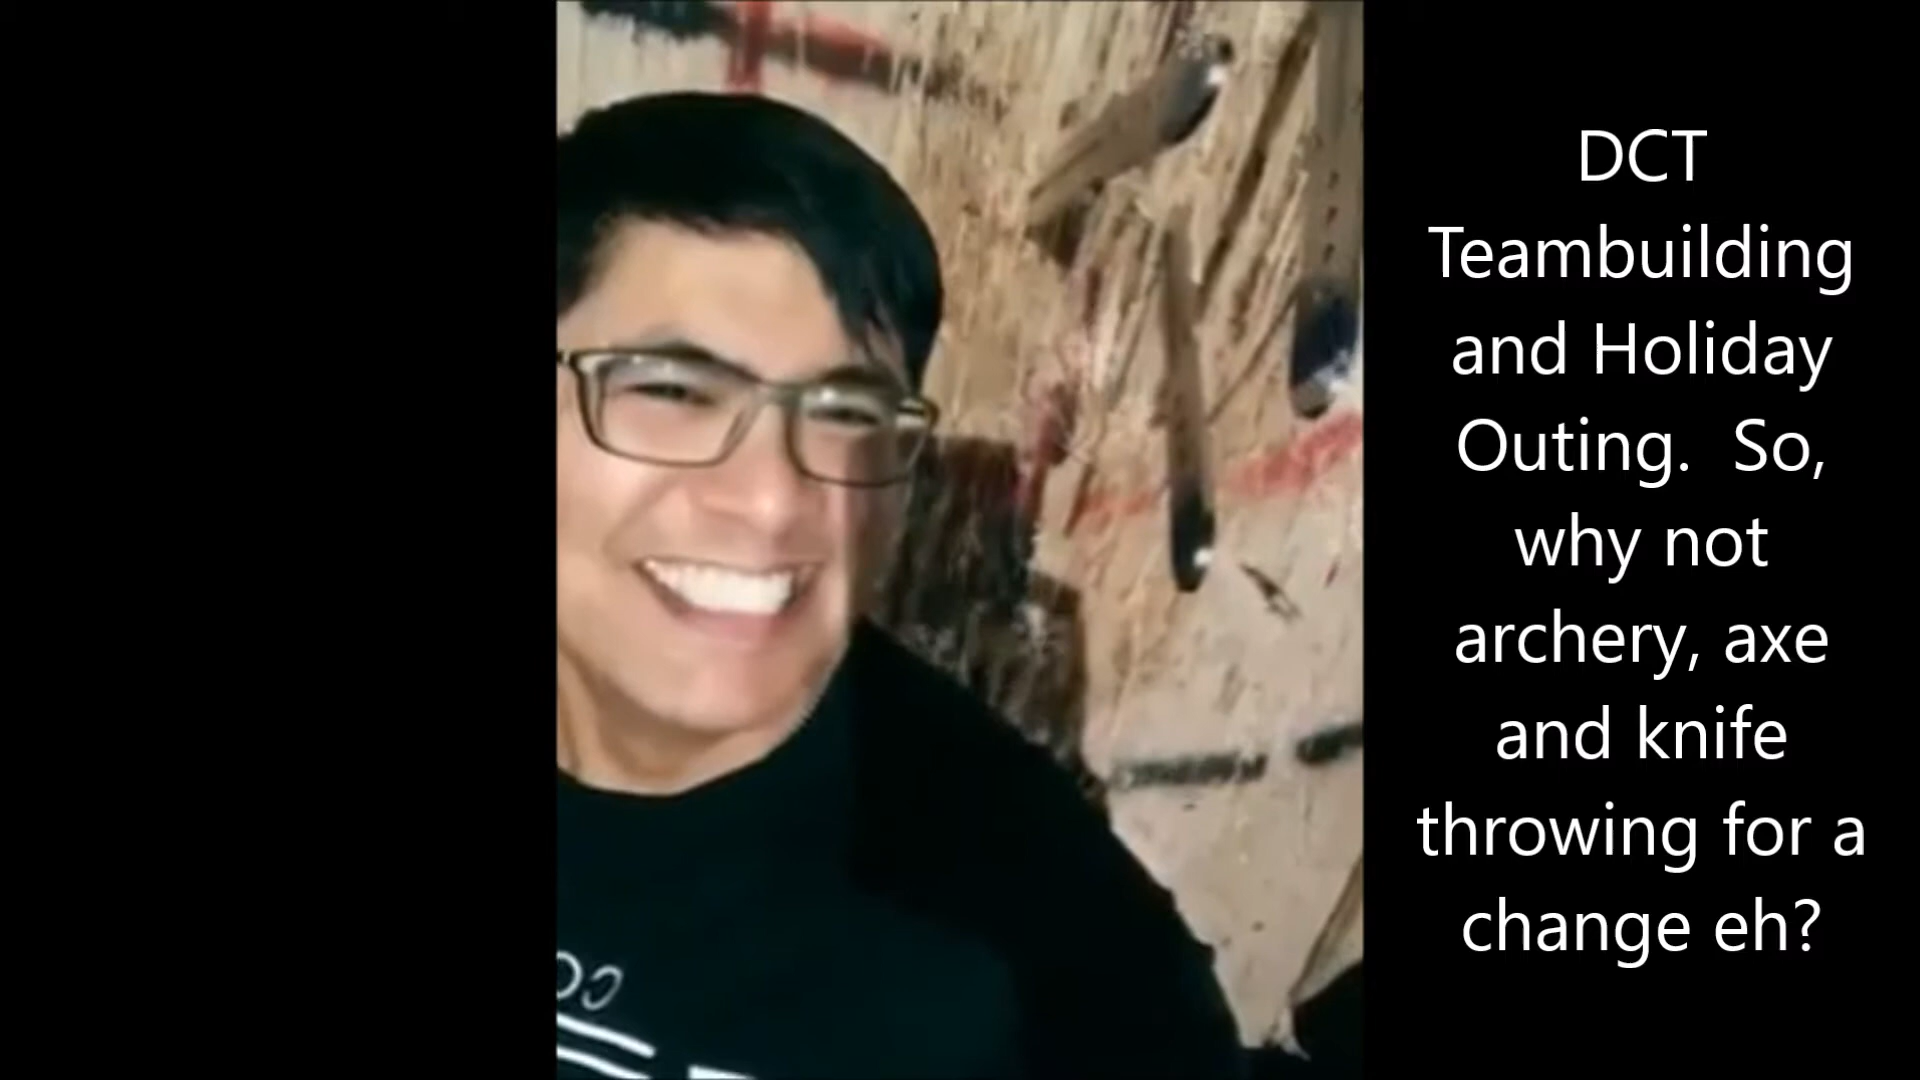 DCT
Teambuilding
and Holiday
Outing.  So,
why not
archery, axe
and knife
throwing for a
change eh?